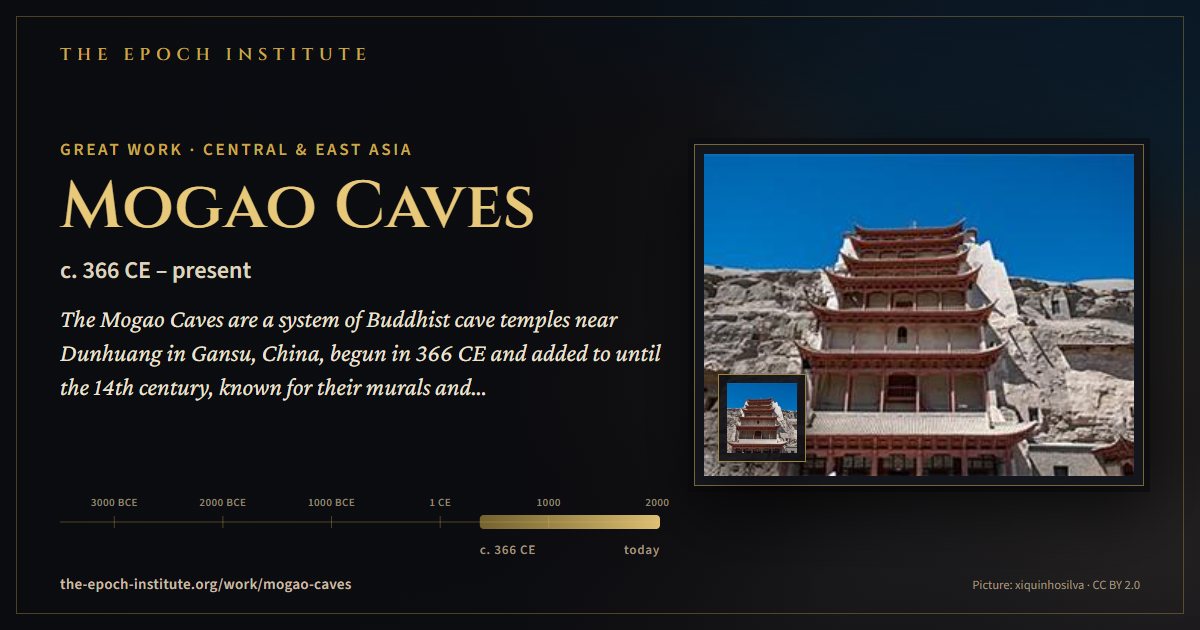 THE EPOCH INSTITUTE
GREAT WORK · CENTRAL & EAST ASIA
MOGAO CAVES
c. 366 CE – present
The Mogao Caves are a system of Buddhist cave temples near
Dunhuang in Gansu, China, begun in 366 CE and added to until
the 14th century, known for their murals and...
3000 BCE 2000 BCE 1000 BCE 1 CE 1000 2000
c. 366 CE today
the-epoch-institute.org/work/mogao-caves
Picture: xiquinhosilva · CC BY 2.0